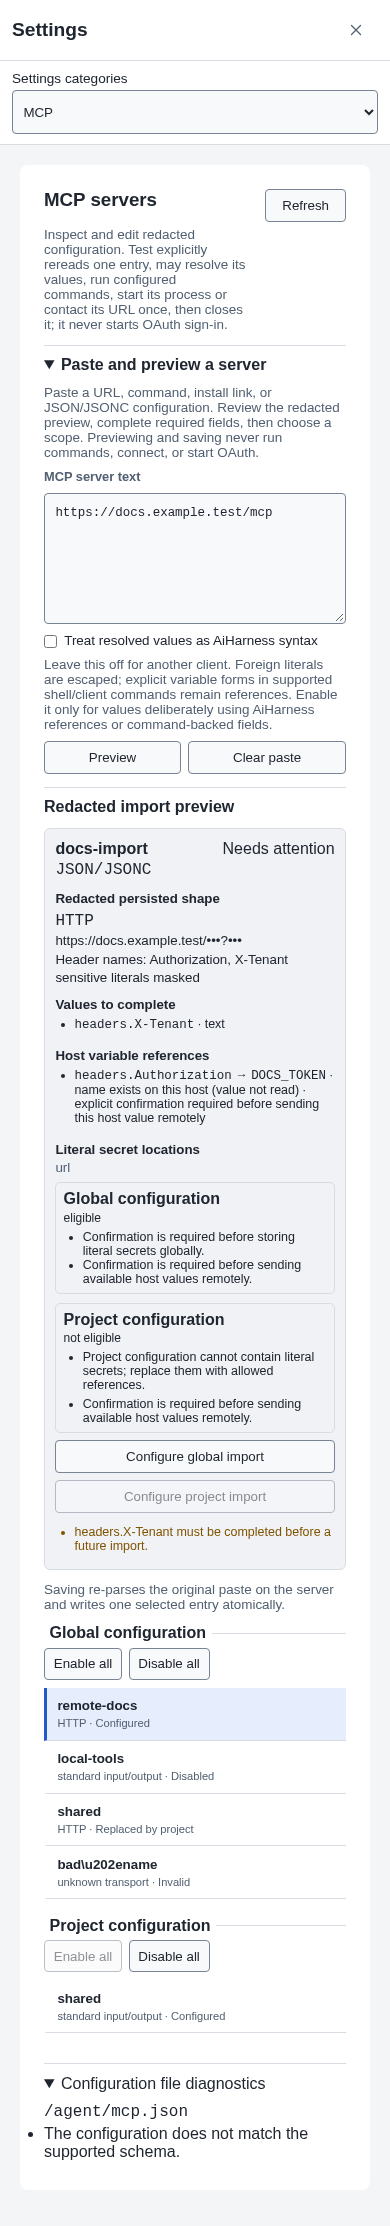 Settings
Settings categories
MCP
MCP servers
Refresh
Inspect and edit redacted
configuration. Test explicitly
rereads one entry, may resolve its
values, run configured
commands, start its process or
contact its URL once, then closes
it; it never starts OAuth sign-in.
Paste and preview a server
Paste a URL, command, install link, or
JSON/JSONC configuration. Review the redacted
preview, complete required fields, then choose a
scope. Previewing and saving never run
commands, connect, or start OAuth.
MCP server text
https://docs.example.test/mcp
Treat resolved values as AiHarness syntax
Leave this off for another client. Foreign literals
are escaped; explicit variable forms in supported
shell/client commands remain references. Enable
it only for values deliberately using AiHarness
references or command-backed fields.
Preview
Clear paste
Redacted import preview
docs-import
Needs attention
JSON/JSONC
Redacted persisted shape
HTTP
https://docs.example.test/•••?•••
Header names: Authorization, X-Tenant
sensitive literals masked
Values to complete
• headers.X-Tenant · text
Host variable references
• headers.Authorization → DOCS_TOKEN ·
name exists on this host (value not read) ·
explicit confirmation required before sending
this host value remotely
Literal secret locations
url
Global configuration
eligible
• Confirmation is required before storing
literal secrets globally.
• Confirmation is required before sending
available host values remotely.
Project configuration
not eligible
• Project configuration cannot contain literal
secrets; replace them with allowed
references.
• Confirmation is required before sending
available host values remotely.
Configure global import
Configure project import
• headers.X-Tenant must be completed before a
future import.
Saving re-parses the original paste on the server
and writes one selected entry atomically.
Global configuration
Enable all
Disable all
remote-docs
HTTP · Configured
local-tools
standard input/output · Disabled
shared
HTTP · Replaced by project
bad\u202ename
unknown transport · Invalid
Project configuration
Enable all
Disable all
shared
standard input/output · Configured
Configuration file diagnostics
/agent/mcp.json
• The configuration does not match the
supported schema.